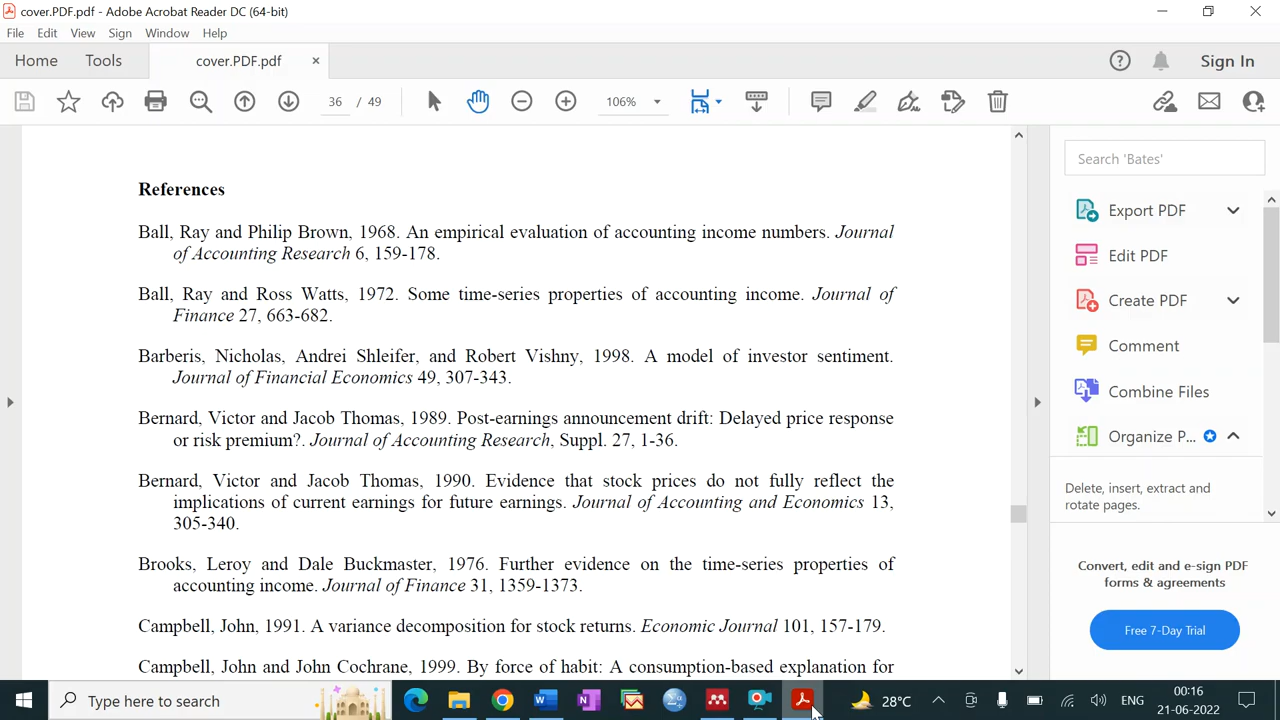 cover.PDF.pdf - Adobe Acrobat Reader DC (64-bit)
File Edit View Sign Window Help
Home Tools cover.PDF.pdf × Sign In
36 / 49 106%
References
Ball, Ray and Philip Brown, 1968. An empirical evaluation of accounting income numbers. Journal
of Accounting Research 6, 159-178.
Ball, Ray and Ross Watts, 1972. Some time-series properties of accounting income. Journal of
Finance 27, 663-682.
Barberis, Nicholas, Andrei Shleifer, and Robert Vishny, 1998. A model of investor sentiment.
Journal of Financial Economics 49, 307-343.
Bernard, Victor and Jacob Thomas, 1989. Post-earnings announcement drift: Delayed price response
or risk premium?. Journal of Accounting Research, Suppl. 27, 1-36.
Bernard, Victor and Jacob Thomas, 1990. Evidence that stock prices do not fully reflect the
implications of current earnings for future earnings. Journal of Accounting and Economics 13,
305-340.
Brooks, Leroy and Dale Buckmaster, 1976. Further evidence on the time-series properties of
accounting income. Journal of Finance 31, 1359-1373.
Campbell, John, 1991. A variance decomposition for stock returns. Economic Journal 101, 157-179.
Campbell, John and John Cochrane, 1999. By force of habit: A consumption-based explanation for
Search 'Bates'
Export PDF
Edit PDF
Create PDF
Comment
Combine Files
Organize P...
Delete, insert, extract and
rotate pages.
Convert, edit and e-sign PDF
forms & agreements
Free 7-Day Trial
Type here to search
28°C
ENG
00:16
21-06-2022